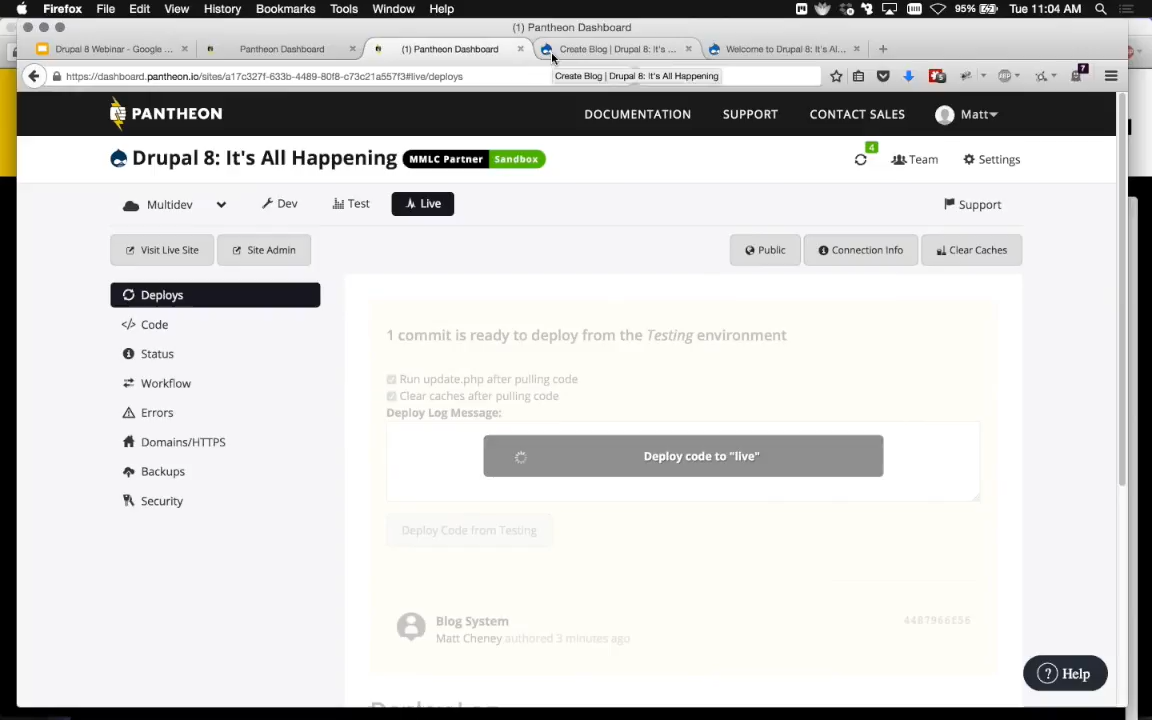 Firefox File Edit View History Bookmarks Tools Window Help 95% Tue 11:04 AM
(1) Pantheon Dashboard
Drupal 8 Webinar - Google ... Pantheon Dashboard (1) Pantheon Dashboard Create Blog | Drupal 8: It's ... Welcome to Drupal 8: It's Al...
https://dashboard.pantheon.io/sites/a17c327f-633b-4489-80f8-c73c21a557f3#live/deploys
Create Blog | Drupal 8: It's All Happening
7
PANTHEON DOCUMENTATION SUPPORT CONTACT SALES Matt
Drupal 8: It's All Happening MMLC Partner Sandbox 4 Team Settings
Multidev Dev Test Live Support
Visit Live Site Site Admin Public Connection Info Clear Caches
Deploys
Code
Status
Workflow
Errors
Domains/HTTPS
Backups
Security
1 commit is ready to deploy from the Testing environment
Run update.php after pulling code
Clear caches after pulling code
Deploy Log Message:
Deploy code to "live"
Deploy Code from Testing
Blog System
Matt Cheney authored 3 minutes ago
? Help